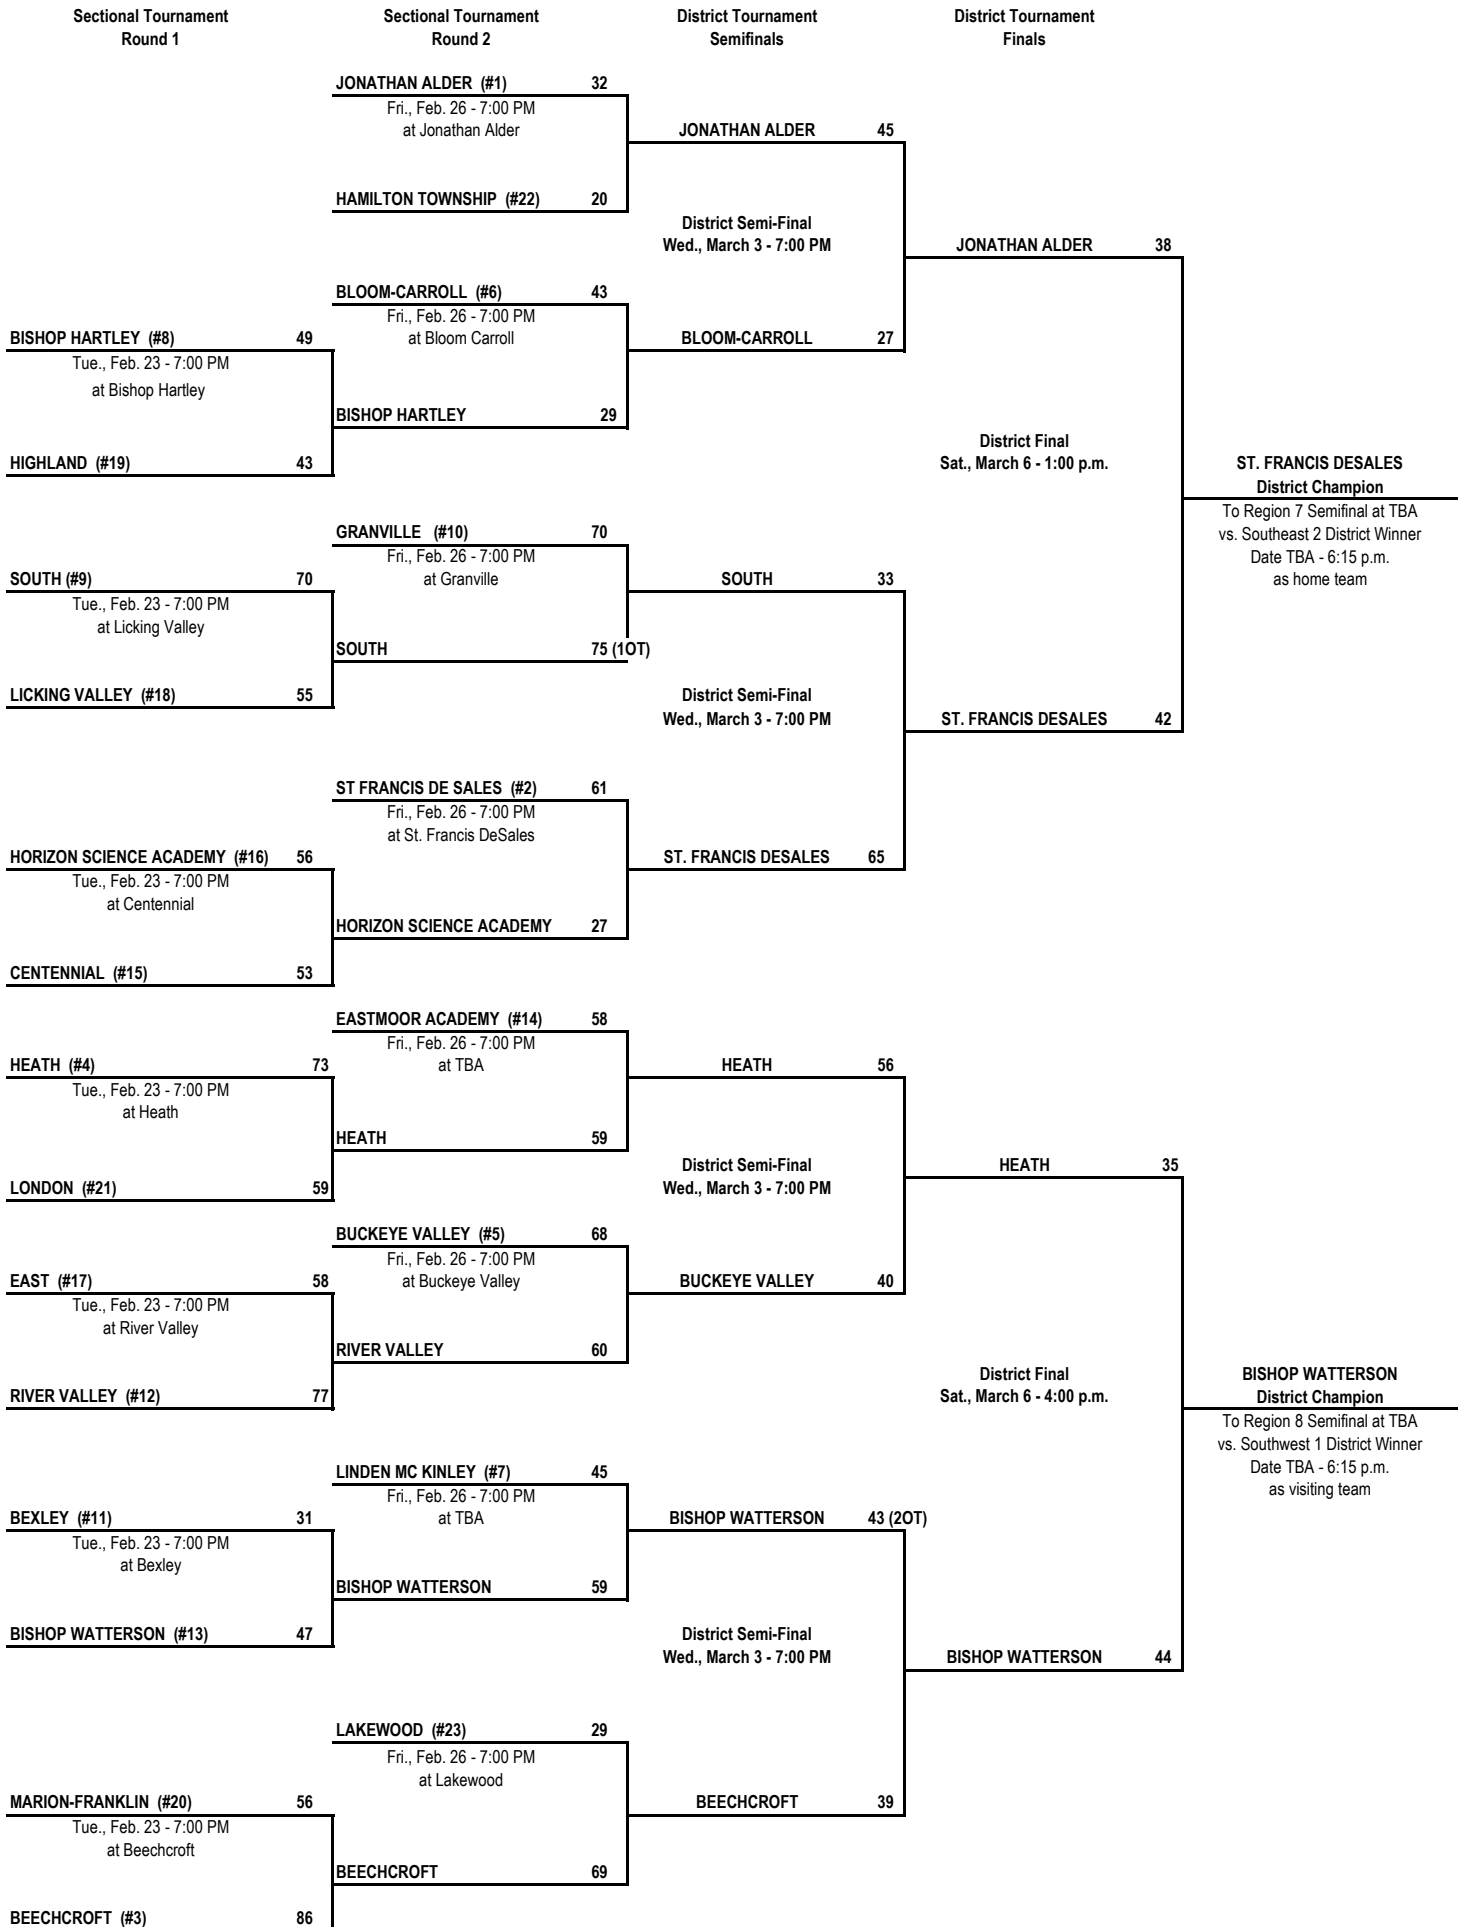 Sectional Tournament
Round 1
Sectional Tournament
Round 2
District Tournament
Semifinals
District Tournament
Finals
JONATHAN ALDER (#1) 32
Fri., Feb. 26 - 7:00 PM
at Jonathan Alder
JONATHAN ALDER 45
HAMILTON TOWNSHIP (#22) 20
District Semi-Final
Wed., March 3 - 7:00 PM
JONATHAN ALDER 38
BLOOM-CARROLL (#6) 43
Fri., Feb. 26 - 7:00 PM
at Bloom Carroll
BISHOP HARTLEY (#8) 49
BLOOM-CARROLL 27
Tue., Feb. 23 - 7:00 PM
at Bishop Hartley
BISHOP HARTLEY 29
HIGHLAND (#19) 43
District Final
Sat., March 6 - 1:00 p.m.
ST. FRANCIS DESALES
District Champion
To Region 7 Semifinal at TBA
vs. Southeast 2 District Winner
Date TBA - 6:15 p.m.
as home team
GRANVILLE (#10) 70
Fri., Feb. 26 - 7:00 PM
at Granville
SOUTH (#9) 70
SOUTH 33
Tue., Feb. 23 - 7:00 PM
at Licking Valley
SOUTH 75 (1OT)
LICKING VALLEY (#18) 55
District Semi-Final
Wed., March 3 - 7:00 PM
ST. FRANCIS DESALES 42
ST FRANCIS DE SALES (#2) 61
Fri., Feb. 26 - 7:00 PM
at St. Francis DeSales
HORIZON SCIENCE ACADEMY (#16) 56
ST. FRANCIS DESALES 65
Tue., Feb. 23 - 7:00 PM
at Centennial
HORIZON SCIENCE ACADEMY 27
CENTENNIAL (#15) 53
EASTMOOR ACADEMY (#14) 58
Fri., Feb. 26 - 7:00 PM
at TBA
HEATH (#4) 73
HEATH 56
Tue., Feb. 23 - 7:00 PM
at Heath
HEATH 59
LONDON (#21) 59
District Semi-Final
Wed., March 3 - 7:00 PM
HEATH 35
BUCKEYE VALLEY (#5) 68
Fri., Feb. 26 - 7:00 PM
at Buckeye Valley
EAST (#17) 58
BUCKEYE VALLEY 40
Tue., Feb. 23 - 7:00 PM
at River Valley
RIVER VALLEY 60
RIVER VALLEY (#12) 77
District Final
Sat., March 6 - 4:00 p.m.
BISHOP WATTERSON
District Champion
To Region 8 Semifinal at TBA
vs. Southwest 1 District Winner
Date TBA - 6:15 p.m.
as visiting team
LINDEN MC KINLEY (#7) 45
Fri., Feb. 26 - 7:00 PM
at TBA
BEXLEY (#11) 31
BISHOP WATTERSON 43 (2OT)
Tue., Feb. 23 - 7:00 PM
at Bexley
BISHOP WATTERSON 59
BISHOP WATTERSON (#13) 47
District Semi-Final
Wed., March 3 - 7:00 PM
BISHOP WATTERSON 44
LAKEWOOD (#23) 29
Fri., Feb. 26 - 7:00 PM
at Lakewood
MARION-FRANKLIN (#20) 56
BEECHCROFT 39
Tue., Feb. 23 - 7:00 PM
at Beechcroft
BEECHCROFT 69
BEECHCROFT (#3) 86